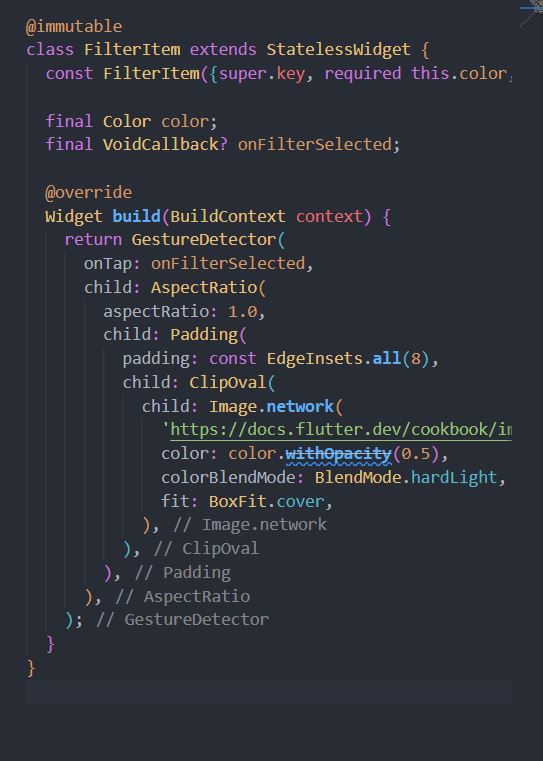 @immutable
class FilterItem extends StatelessWidget {
  const FilterItem({super.key, required this.color,

  final Color color;
  final VoidCallback? onFilterSelected;

  @override
  Widget build(BuildContext context) {
    return GestureDetector(
      onTap: onFilterSelected,
      child: AspectRatio(
        aspectRatio: 1.0,
        child: Padding(
          padding: const EdgeInsets.all(8),
          child: ClipOval(
            child: Image.network(
              'https://docs.flutter.dev/cookbook/in
              color: color.withOpacity(0.5),
              colorBlendMode: BlendMode.hardLight,
              fit: BoxFit.cover,
            ), // Image.network
          ), // ClipOval
        ), // Padding
      ), // AspectRatio
    ); // GestureDetector
  }
}